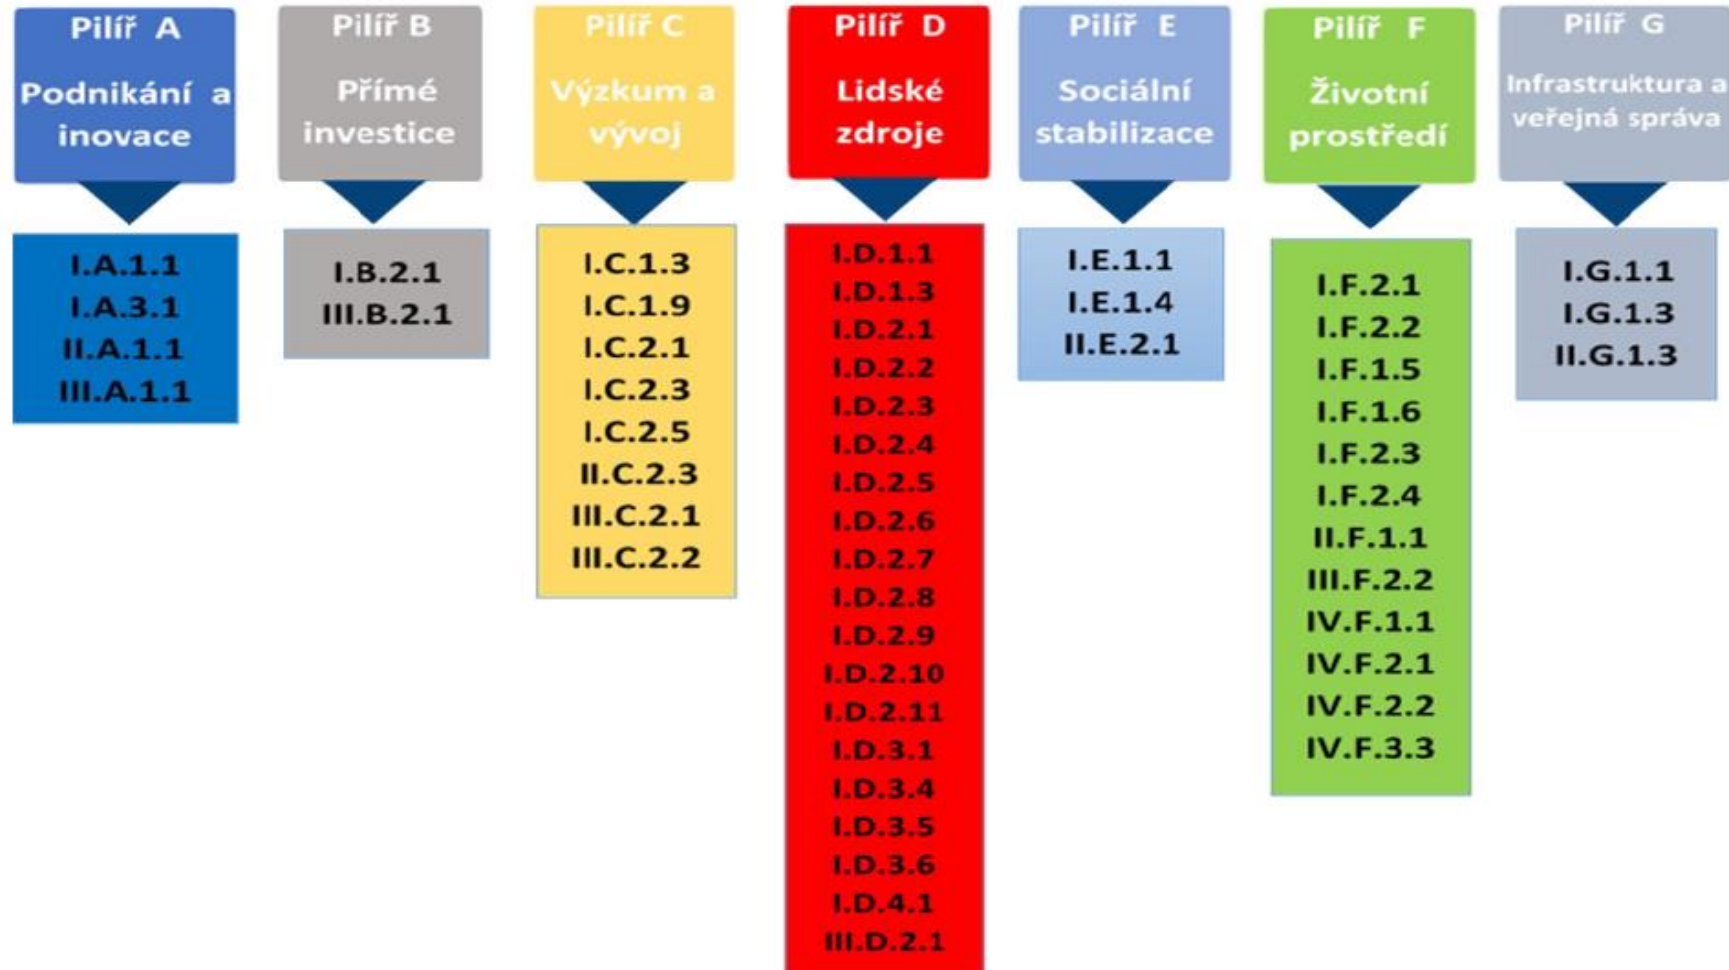 Pilíř A
Podnikání a
inovace
I.A.1.1
I.A.3.1
II.A.1.1
III.A.1.1
Pilíř B
Přímé
investice
I.B.2.1
III.B.2.1
Pilíř C
Výzkum a
vývoj
I.C.1.3
I.C.1.9
I.C.2.1
I.C.2.3
I.C.2.5
II.C.2.3
III.C.2.1
III.C.2.2
Pilíř D
Lidské
zdroje
I.D.1.1
I.D.1.3
I.D.2.1
I.D.2.2
I.D.2.3
I.D.2.4
I.D.2.5
I.D.2.6
I.D.2.7
I.D.2.8
I.D.2.9
I.D.2.10
I.D.2.11
I.D.3.1
I.D.3.4
I.D.3.5
I.D.3.6
I.D.4.1
III.D.2.1
Pilíř E
Sociální
stabilizace
I.E.1.1
I.E.1.4
II.E.2.1
Pilíř F
Životní
prostředí
I.F.2.1
I.F.2.2
I.F.1.5
I.F.1.6
I.F.2.3
I.F.2.4
II.F.1.1
III.F.2.2
IV.F.1.1
IV.F.2.1
IV.F.2.2
IV.F.3.3
Pilíř G
Infrastruktura a
veřejná správa
I.G.1.1
I.G.1.3
II.G.1.3